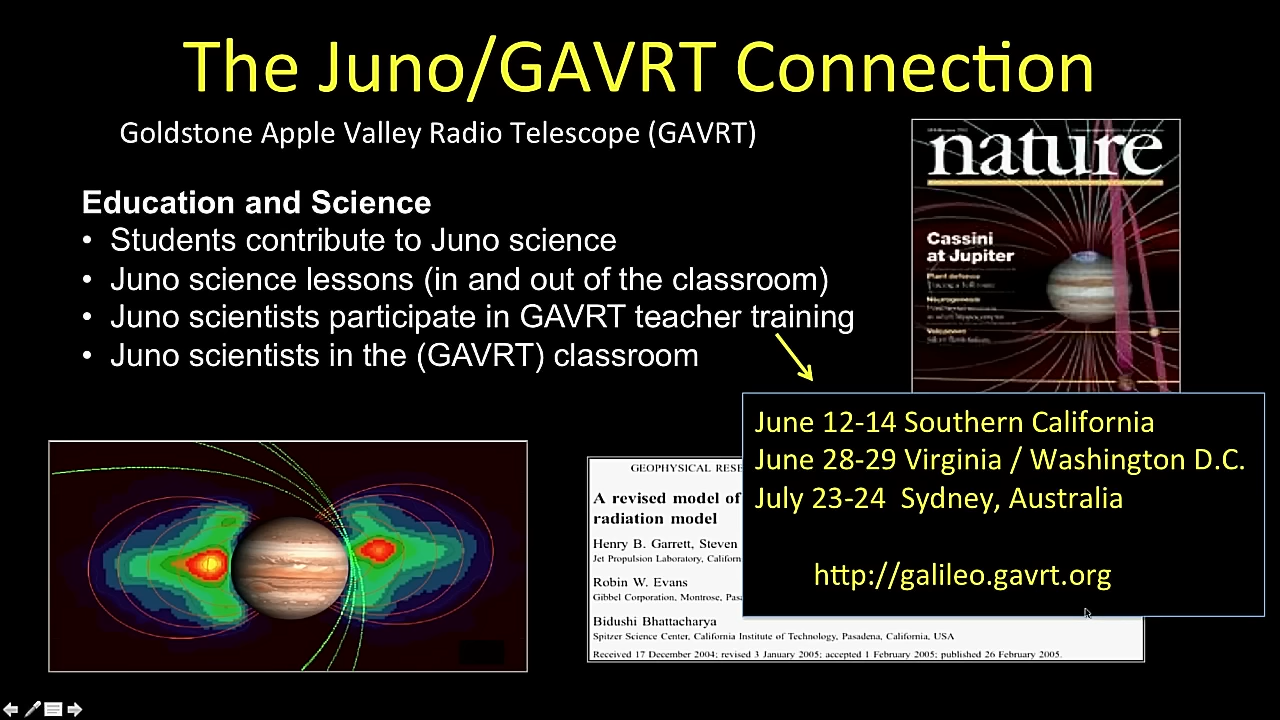 The Juno/GAVRT Connection
Goldstone Apple Valley Radio Telescope (GAVRT)
Education and Science
• Students contribute to Juno science
• Juno science lessons (in and out of the classroom)
• Juno scientists participate in GAVRT teacher training
• Juno scientists in the (GAVRT) classroom
nature
Cassini
at Jupiter
Plant defence
Neurogenesis
June 12-14 Southern California
June 28-29 Virginia / Washington D.C.
July 23-24 Sydney, Australia
http://galileo.gavrt.org
GEOPHYSICAL RESE
A revised model of
radiation model
Henry B. Garrett, Steven
Jet Propulsion Laboratory, Californ
Robin W. Evans
Gibbel Corporation, Montrose, Pas
Bidushi Bhattacharya
Spitzer Science Center, California Institute of Technology, Pasadena, California, USA
Received 17 December 2004; revised 3 January 2005; accepted 1 February 2005; published 26 February 2005.